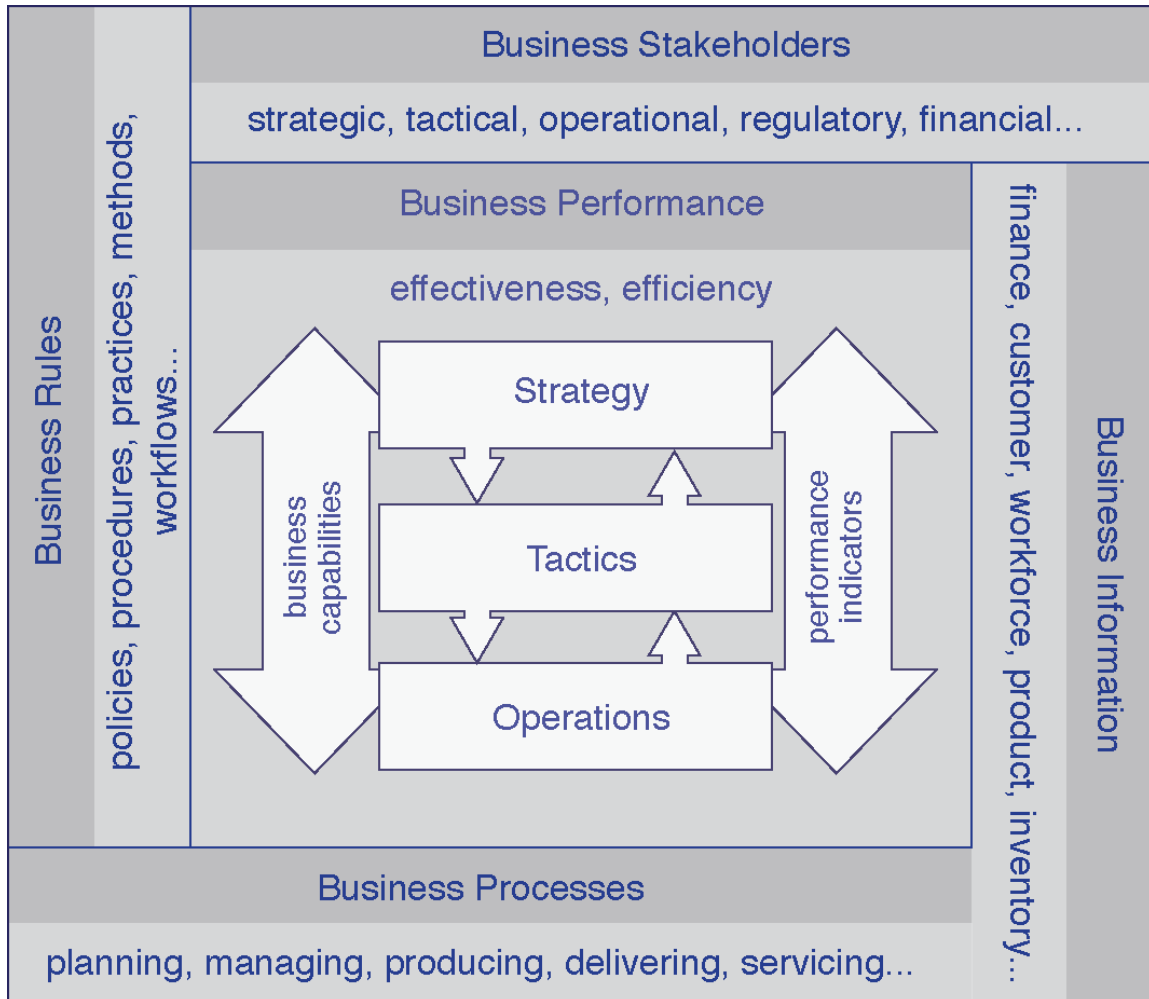 Business Stakeholders
strategic, tactical, operational, regulatory, financial...
Business Rules
policies, procedures, practices, methods,
workflows...
Business Performance
effectiveness, efficiency
Strategy
Tactics
Operations
business
capabilities
performance
indicators
finance, customer, workforce, product, inventory...
Business Information
Business Processes
planning, managing, producing, delivering, servicing...